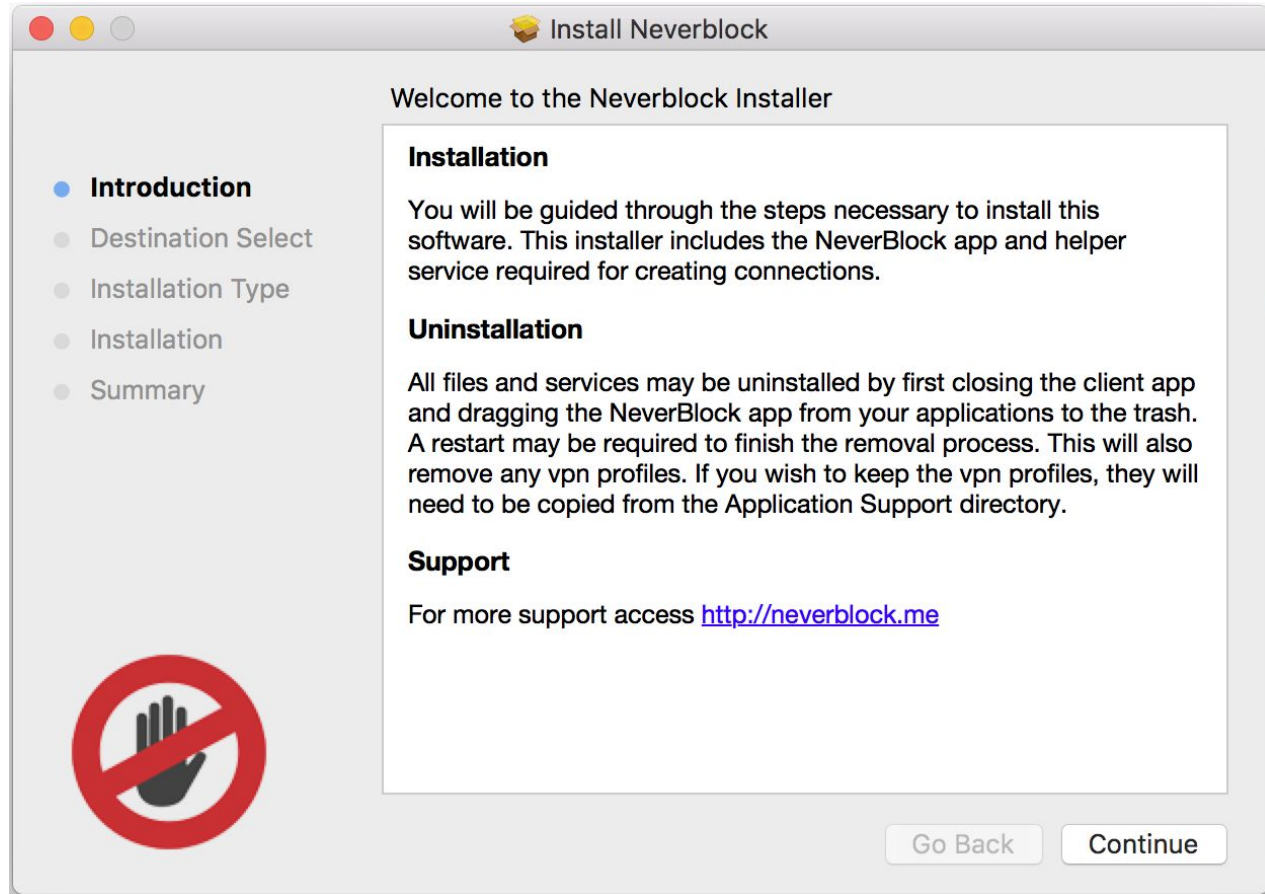 Install Neverblock
Welcome to the Neverblock Installer
Introduction
Destination Select
Installation Type
Installation
Summary
Installation
You will be guided through the steps necessary to install this
software. This installer includes the NeverBlock app and helper
service required for creating connections.
Uninstallation
All files and services may be uninstalled by first closing the client app
and dragging the NeverBlock app from your applications to the trash.
A restart may be required to finish the removal process. This will also
remove any vpn profiles. If you wish to keep the vpn profiles, they will
need to be copied from the Application Support directory.
Support
For more support access http://neverblock.me
Go Back
Continue